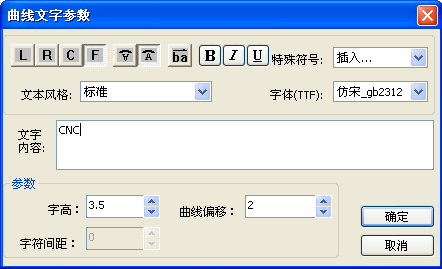 曲线文字参数
L R C F A A ba B I U 特殊符号: 插入...
文本风格: 标准 字体(TTF): 仿宋_gb2312
文字
内容: CNC
参数
字高： 3.5 曲线偏移： 2
字符间距： 0
确定
取消